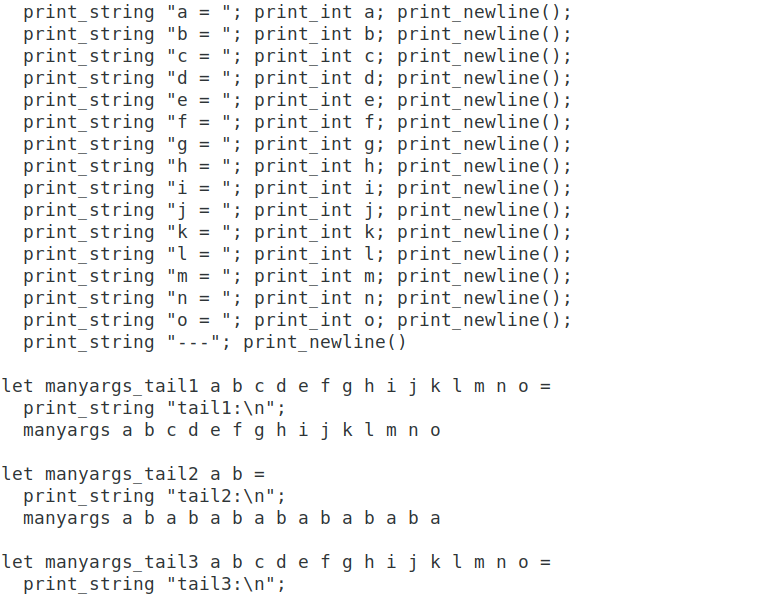 print_string "a = "; print_int a; print_newline();
  print_string "b = "; print_int b; print_newline();
  print_string "c = "; print_int c; print_newline();
  print_string "d = "; print_int d; print_newline();
  print_string "e = "; print_int e; print_newline();
  print_string "f = "; print_int f; print_newline();
  print_string "g = "; print_int g; print_newline();
  print_string "h = "; print_int h; print_newline();
  print_string "i = "; print_int i; print_newline();
  print_string "j = "; print_int j; print_newline();
  print_string "k = "; print_int k; print_newline();
  print_string "l = "; print_int l; print_newline();
  print_string "m = "; print_int m; print_newline();
  print_string "n = "; print_int n; print_newline();
  print_string "o = "; print_int o; print_newline();
  print_string "---"; print_newline()

let manyargs_tail1 a b c d e f g h i j k l m n o =
  print_string "tail1:\n";
  manyargs a b c d e f g h i j k l m n o

let manyargs_tail2 a b =
  print_string "tail2:\n";
  manyargs a b a b a b a b a b a b a b a

let manyargs_tail3 a b c d e f g h i j k l m n o =
  print_string "tail3:\n";